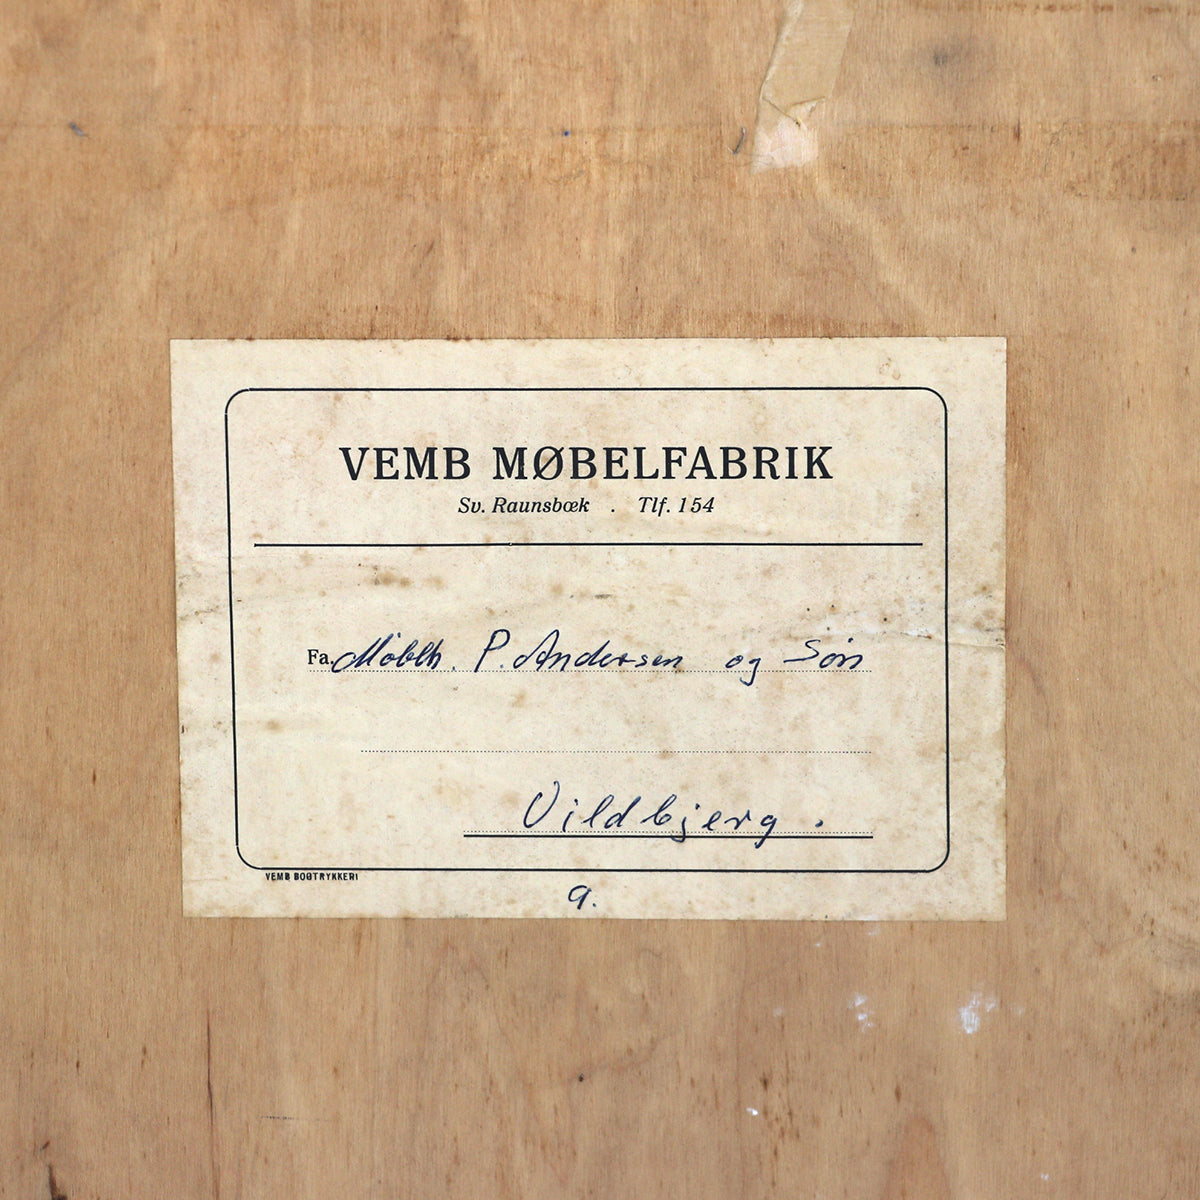 VEMB MØBELFABRIK
Sv. Raunsbæk . Tlf. 154
Fa. Møblh. P. Andersen og Søn
Vildbjerg.
VEMB BOGTRYKKERI
9.